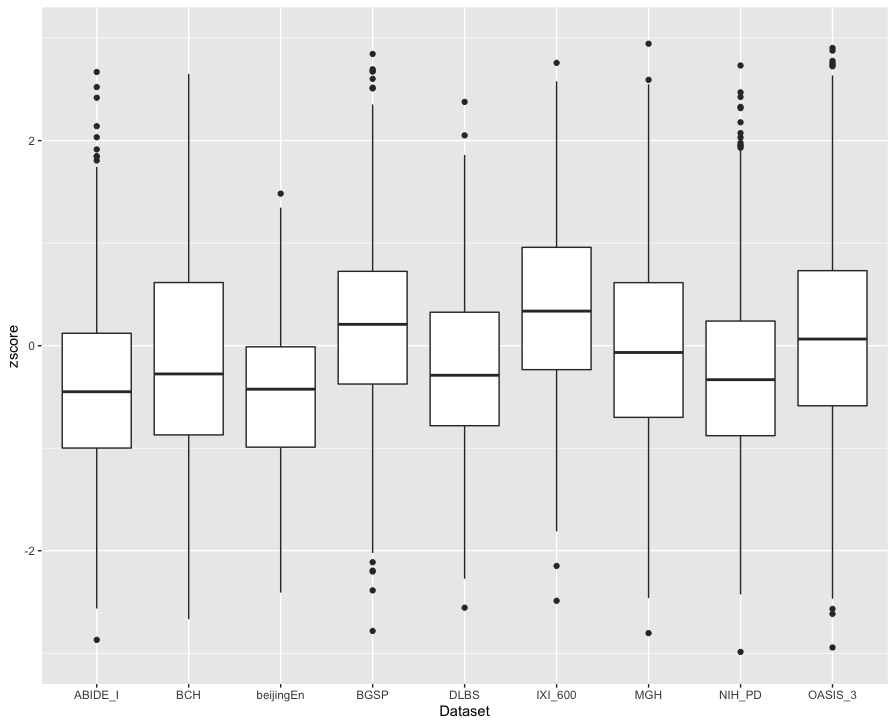 zscore
2
0
-2
ABIDE_I BCH beijingEn BGSP DLBS IXI_600 MGH NIH_PD OASIS_3
Dataset